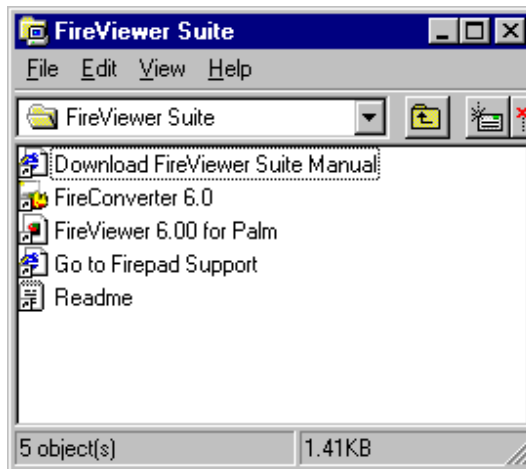 FireViewer Suite
File Edit View Help
FireViewer Suite
Download FireViewer Suite Manual
FireConverter 6.0
FireViewer 6.00 for Palm
Go to Firepad Support
Readme
5 object(s) 1.41KB